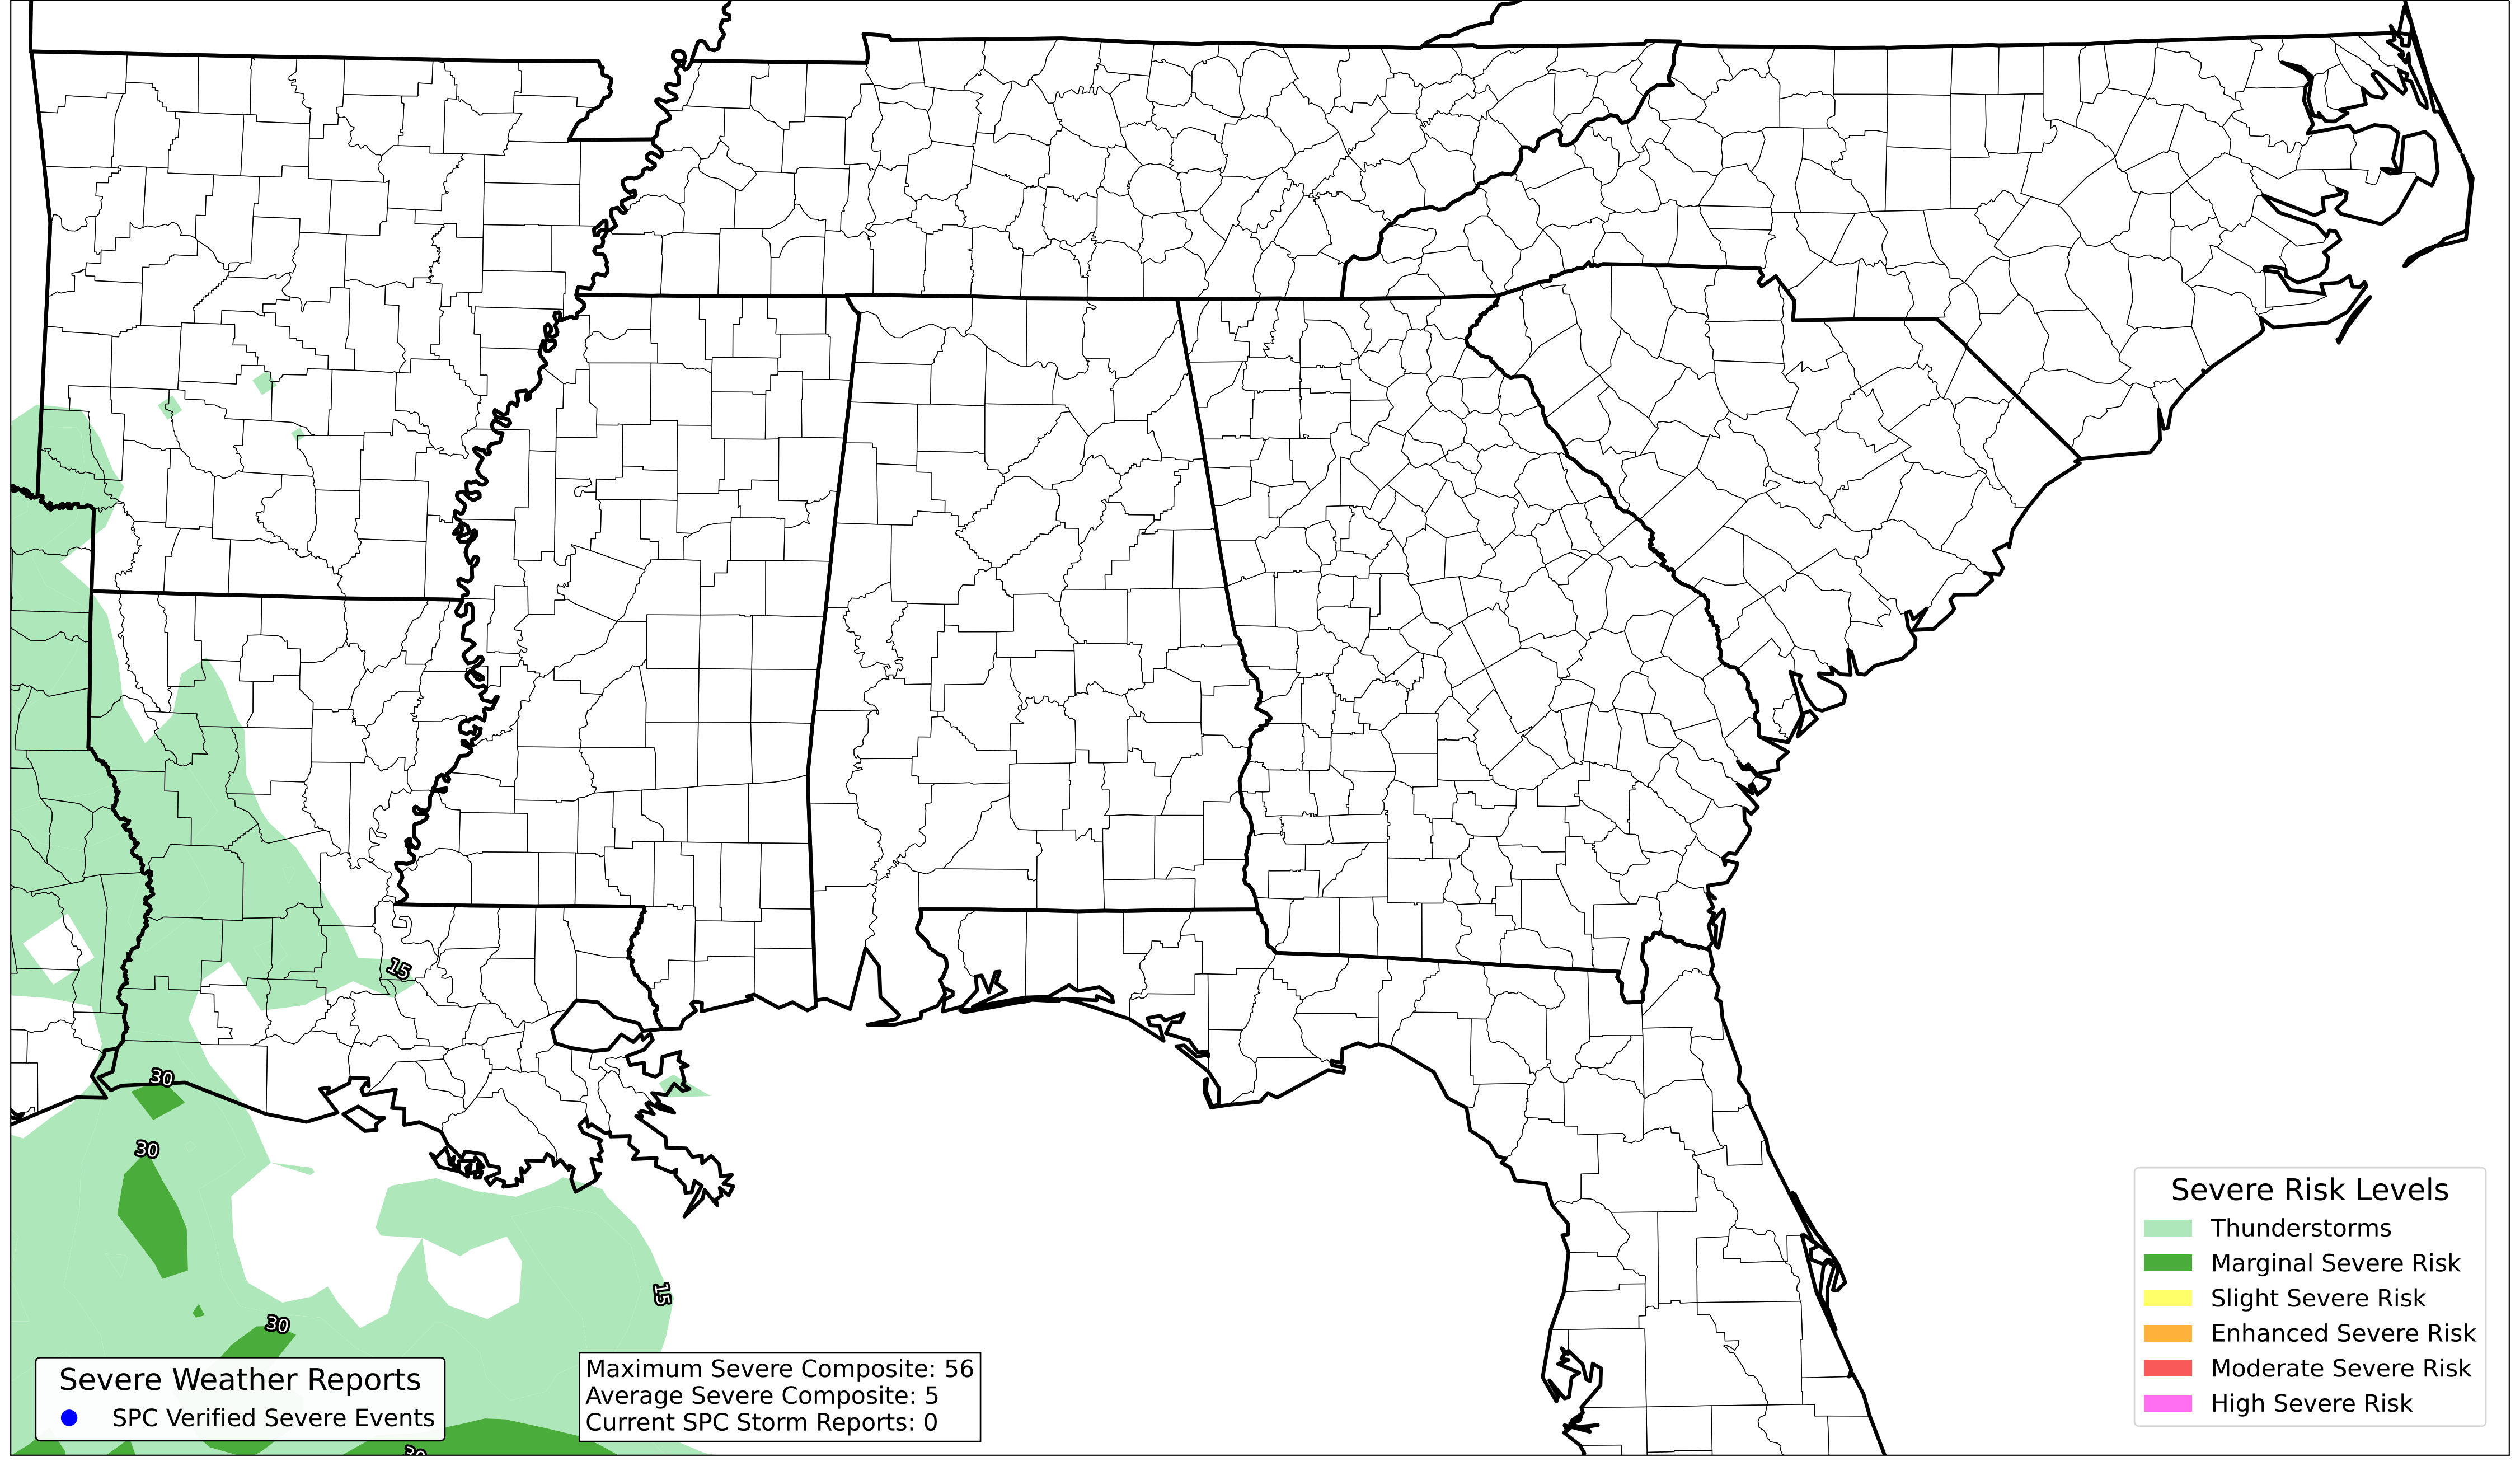 15
30
30
15
30
30
Severe Weather Reports
SPC Verified Severe Events
Maximum Severe Composite: 56
Average Severe Composite: 5
Current SPC Storm Reports: 0
Severe Risk Levels
Thunderstorms
Marginal Severe Risk
Slight Severe Risk
Enhanced Severe Risk
Moderate Severe Risk
High Severe Risk